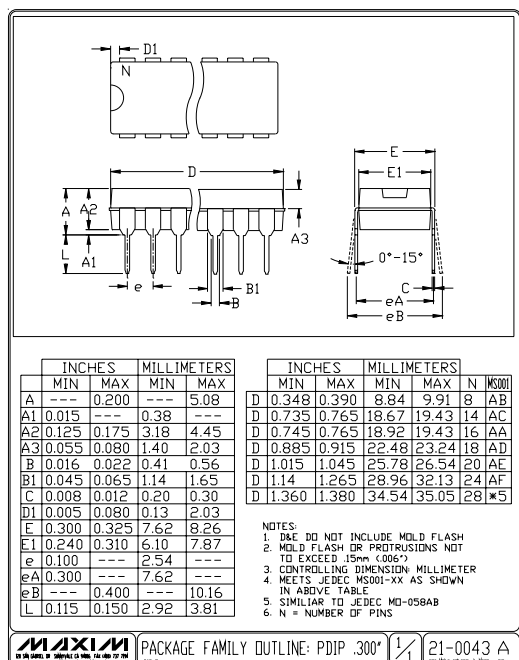 D1
N
D
A
A2
A3
L
A1
e
B1
B
E
E1
0°-15°
C
eA
eB
INCHES MILLIMETERS
MIN MAX MIN MAX
A --- 0.200 --- 5.08
A1 0.015 --- 0.38 ---
A2 0.125 0.175 3.18 4.45
A3 0.055 0.080 1.40 2.03
B 0.016 0.022 0.41 0.56
B1 0.045 0.065 1.14 1.65
C 0.008 0.012 0.20 0.30
D1 0.005 0.080 0.13 2.03
E 0.300 0.325 7.62 8.26
E1 0.240 0.310 6.10 7.87
e 0.100 --- 2.54 ---
eA 0.300 --- 7.62 ---
eB --- 0.400 --- 10.16
L 0.115 0.150 2.92 3.81
INCHES MILLIMETERS
MIN MAX MIN MAX N MS001
D 0.348 0.390 8.84 9.91 8 AB
D 0.735 0.765 18.67 19.43 14 AC
D 0.745 0.765 18.92 19.43 16 AA
D 0.885 0.915 22.48 23.24 18 AD
D 1.015 1.045 25.78 26.54 20 AE
D 1.14 1.265 28.96 32.13 24 AF
D 1.360 1.380 34.54 35.05 28 *5
NOTES:
1. D&E DO NOT INCLUDE MOLD FLASH
2. MOLD FLASH OR PROTRUSIONS NOT
TO EXCEED .15mm (.006")
3. CONTROLLING DIMENSION: MILLIMETER
4. MEETS JEDEC MS001-XX AS SHOWN
IN ABOVE TABLE
5. SIMILIAR TO JEDEC MO-058AB
6. N = NUMBER OF PINS
MAXIM
PACKAGE FAMILY OUTLINE: PDIP .300"
1/1
21-0043 A